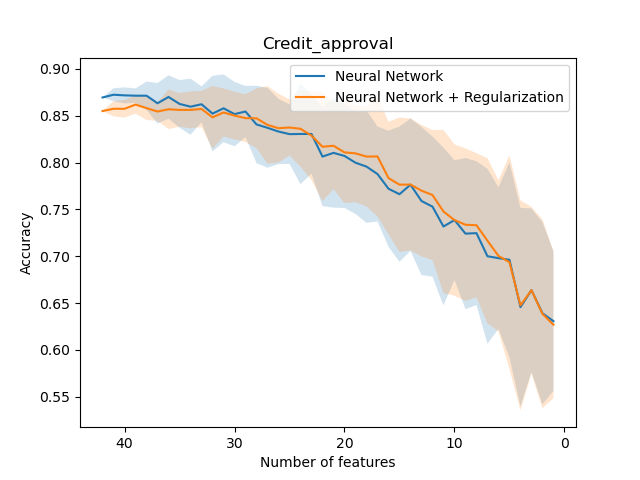 Credit_approval
Neural Network
Neural Network + Regularization
Accuracy
0.90
0.85
0.80
0.75
0.70
0.65
0.60
0.55
40
30
20
10
0
Number of features